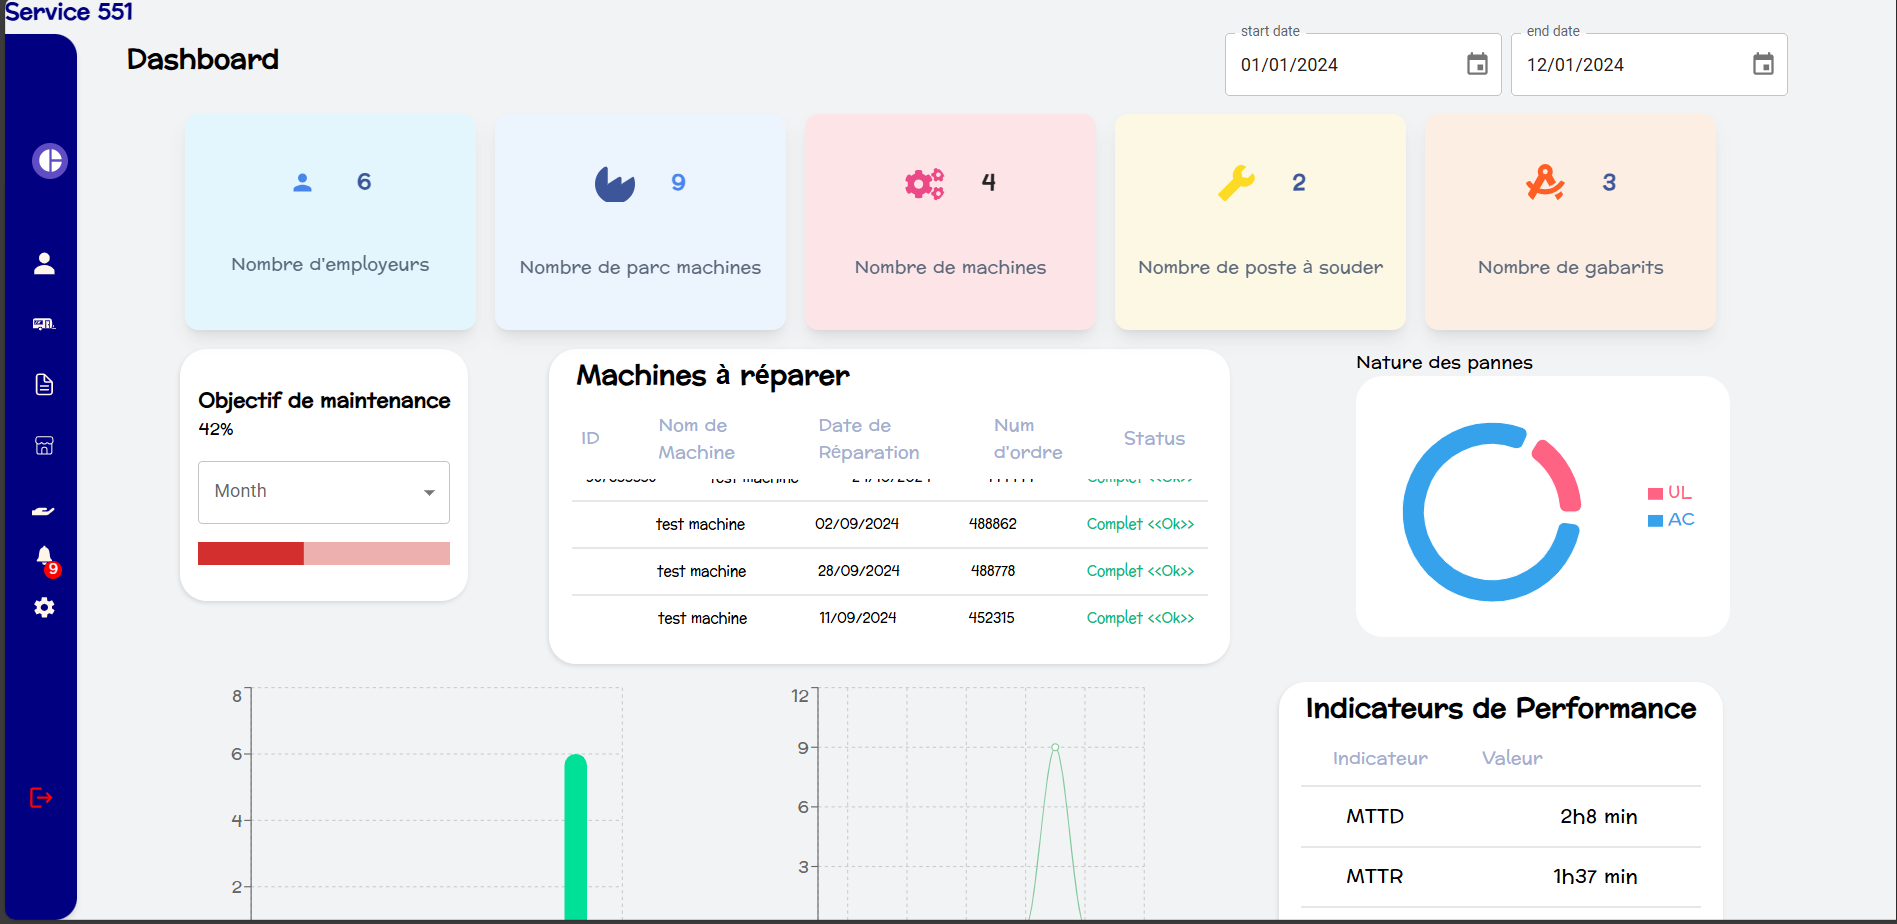 Service 551
Dashboard
start date
01/01/2024
end date
12/01/2024
6
Nombre d'employeurs
9
Nombre de parc machines
4
Nombre de machines
2
Nombre de poste à souder
3
Nombre de gabarits
Objectif de maintenance
42%
Month
9
Machines à réparer
ID
Nom de
Machine
Date de
Réparation
Num
d'ordre
Status
test machine 02/09/2024 488862 Complet <<Ok>>
test machine 28/09/2024 488778 Complet <<Ok>>
test machine 11/09/2024 452315 Complet <<Ok>>
Nature des pannes
UL
AC
8
6
4
2
12
9
6
3
Indicateurs de Performance
Indicateur Valeur
MTTD 2h8 min
MTTR 1h37 min